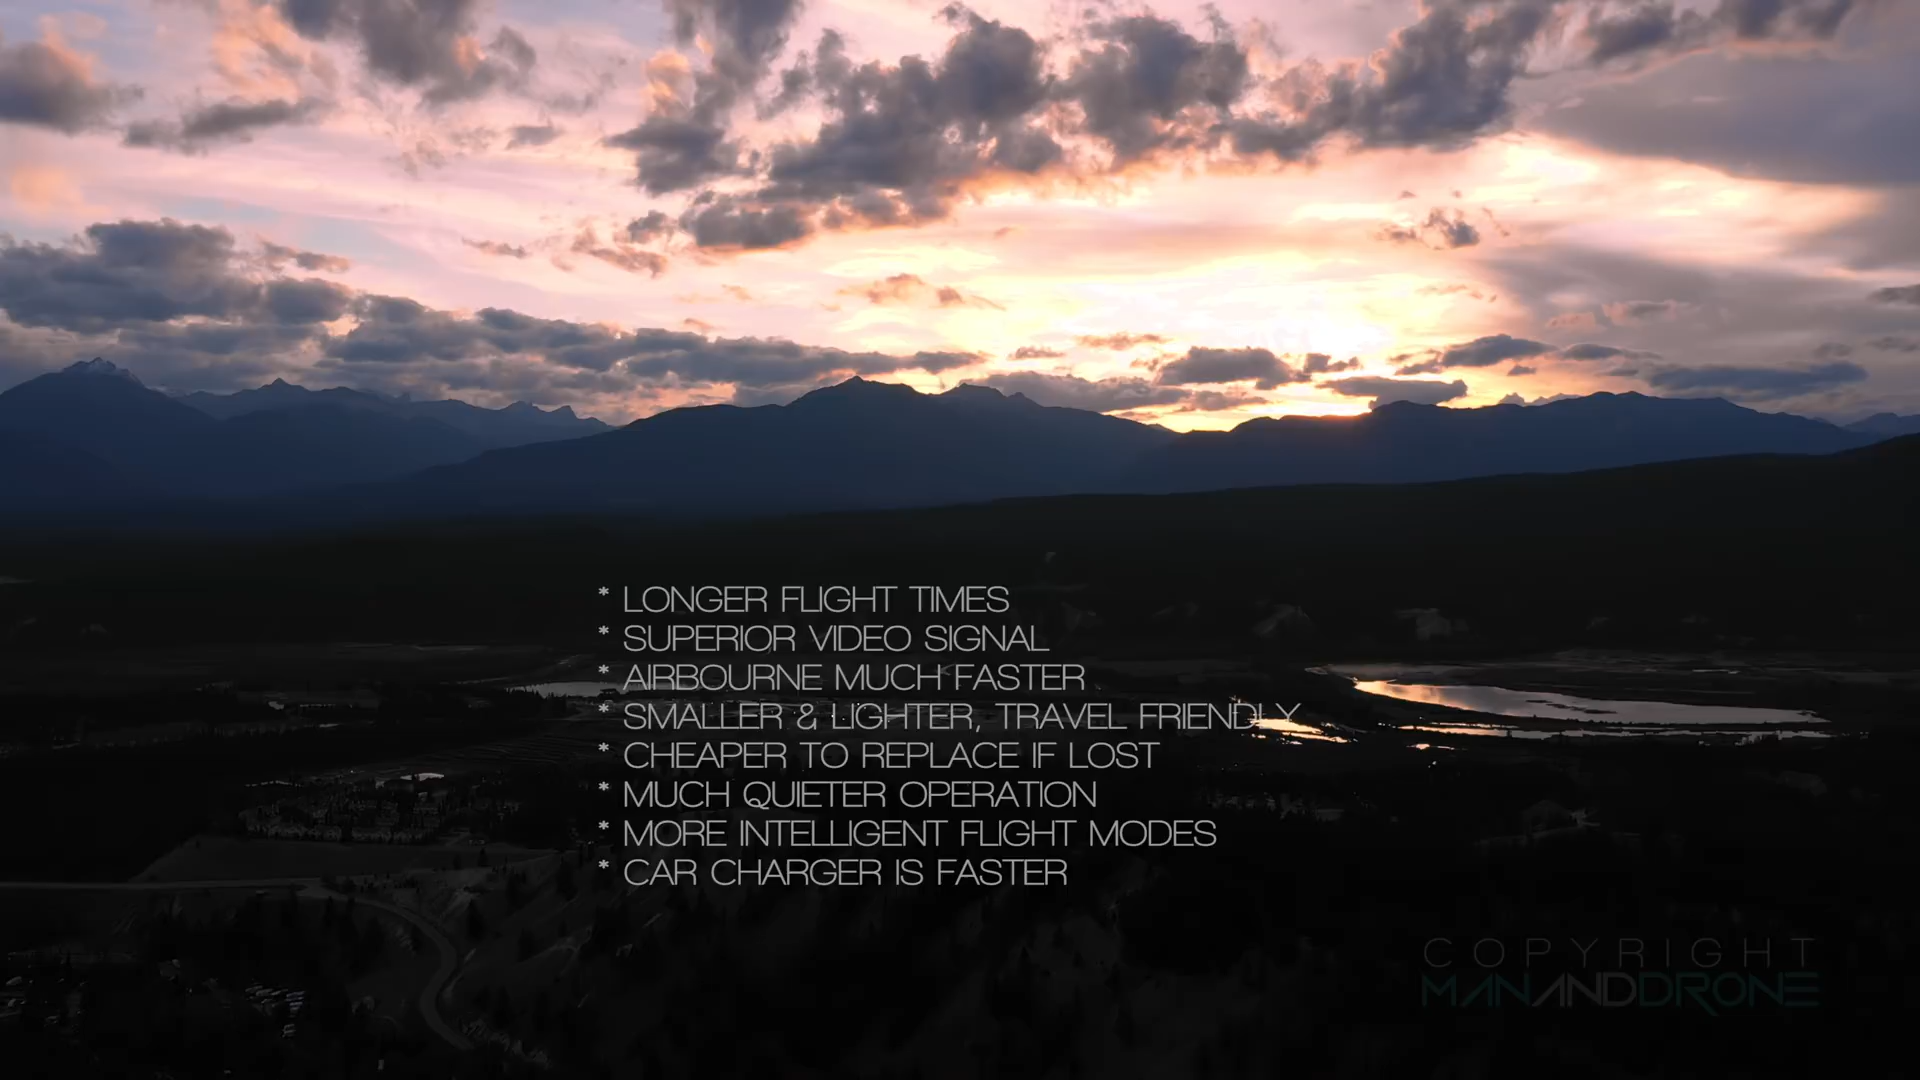 * LONGER FLIGHT TIMES
* SUPERIOR VIDEO SIGNAL
* AIRBOURNE MUCH FASTER
* SMALLER & LIGHTER, TRAVEL FRIENDLY
* CHEAPER TO REPLACE IF LOST
* MUCH QUIETER OPERATION
* MORE INTELLIGENT FLIGHT MODES
* CAR CHARGER IS FASTER
COPYRIGHT
MANANDDRONE